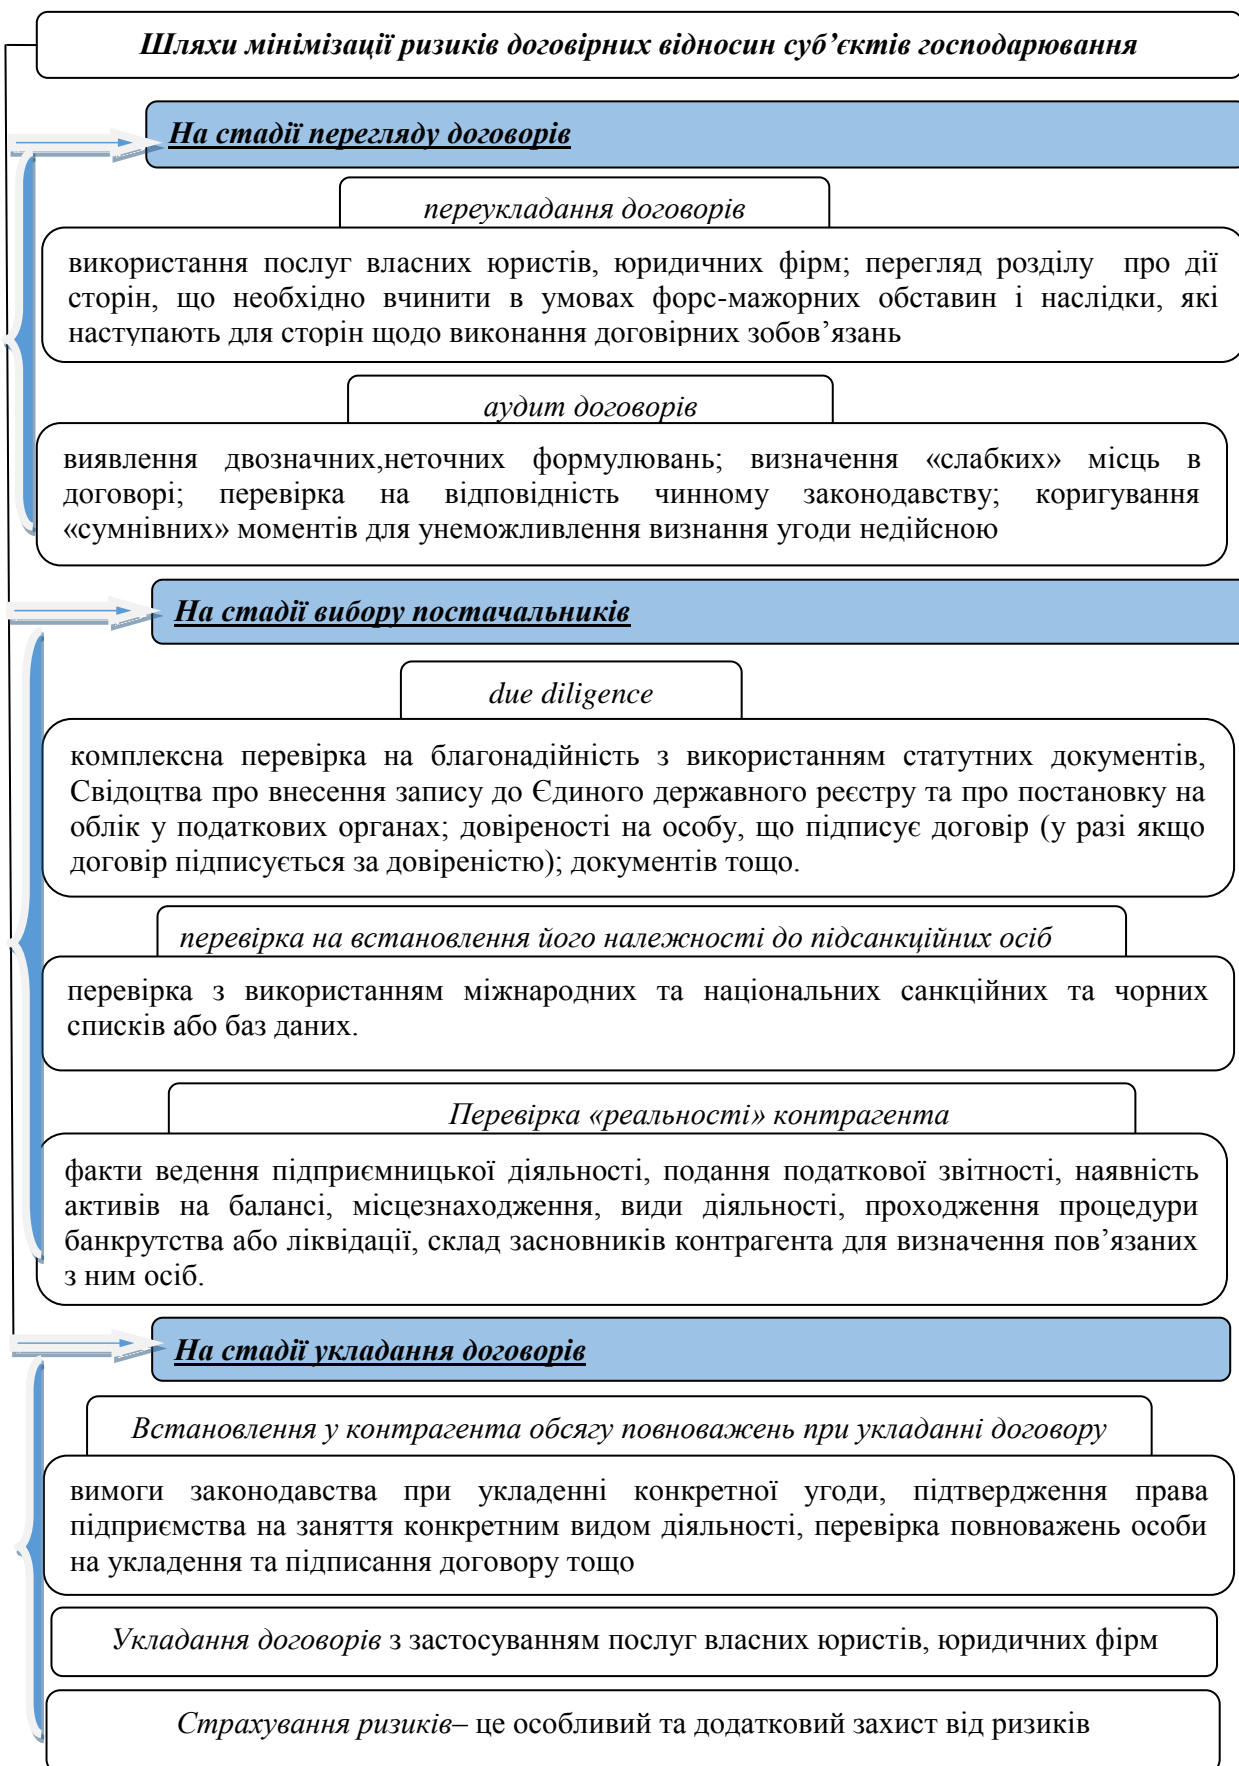 Шляхи мінімізації ризиків договірних відносин суб’єктів господарювання
На стадії перегляду договорів
переукладання договорів
використання послуг власних юристів, юридичних фірм; перегляд розділу про дії
сторін, що необхідно вчинити в умовах форс-мажорних обставин і наслідки, які
наступають для сторін щодо виконання договірних зобов’язань
аудит договорів
виявлення двозначних,неточних формулювань; визначення «слабких» місць в
договорі; перевірка на відповідність чинному законодавству; коригування
«сумнівних» моментів для унеможливлення визнання угоди недійсною
На стадії вибору постачальників
due diligence
комплексна перевірка на благонадійність з використанням статутних документів,
Свідоцтва про внесення запису до Єдиного державного реєстру та про постановку на
облік у податкових органах; довіреності на особу, що підписує договір (у разі якщо
договір підписується за довіреністю); документів тощо.
перевірка на встановлення його належності до підсанкційних осіб
перевірка з використанням міжнародних та національних санкційних та чорних
списків або баз даних.
Перевірка «реальності» контрагента
факти ведення підприємницької діяльності, подання податкової звітності, наявність
активів на балансі, місцезнаходження, види діяльності, проходження процедури
банкрутства або ліквідації, склад засновників контрагента для визначення пов’язаних
з ним осіб.
На стадії укладання договорів
Встановлення у контрагента обсягу повноважень при укладанні договору
вимоги законодавства при укладенні конкретної угоди, підтвердження права
підприємства на заняття конкретним видом діяльності, перевірка повноважень особи
на укладення та підписання договору тощо
Укладання договорів з застосуванням послуг власних юристів, юридичних фірм
Страхування ризиків– це особливий та додатковий захист від ризиків